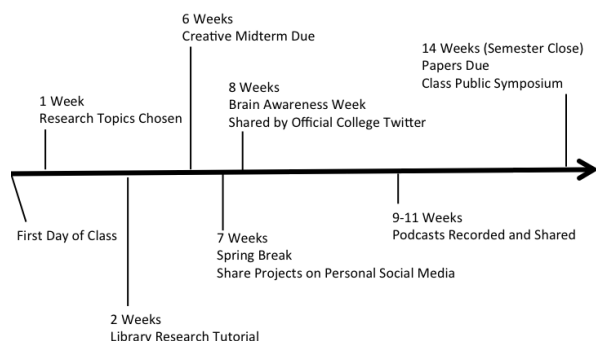 6 Weeks
Creative Midterm Due
14 Weeks (Semester Close)
Papers Due
Class Public Symposium
8 Weeks
Brain Awareness Week
Shared by Official College Twitter
1 Week
Research Topics Chosen
First Day of Class
9-11 Weeks
Podcasts Recorded and Shared
7 Weeks
Spring Break
Share Projects on Personal Social Media
2 Weeks
Library Research Tutorial